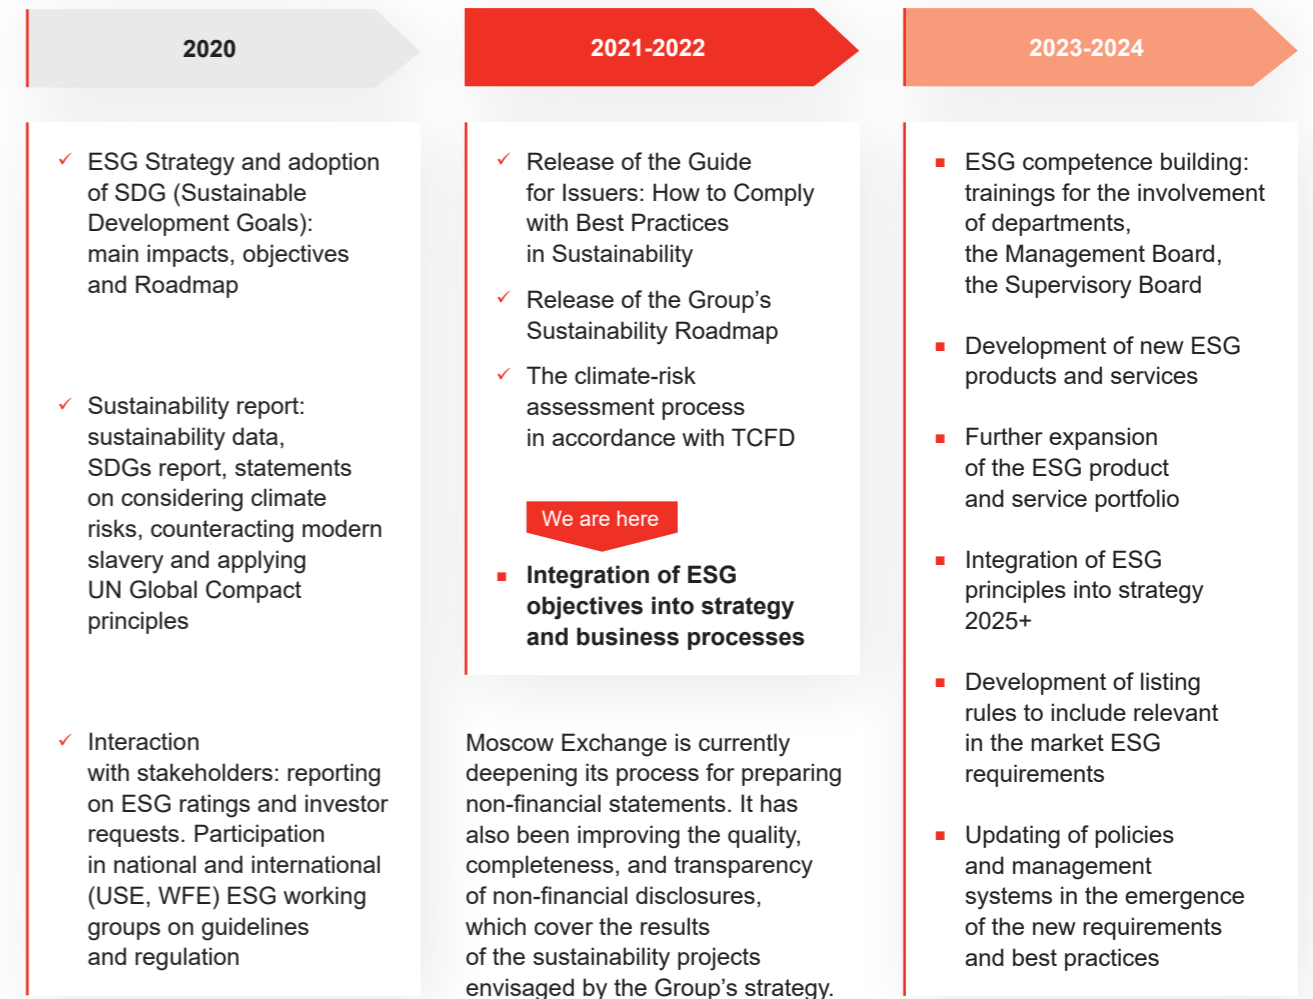 2020
ESG Strategy and adoption
of SDG (Sustainable
Development Goals):
main impacts, objectives
and Roadmap
Sustainability report:
sustainability data,
SDGs report, statements
on considering climate
risks, counteracting modern
slavery and applying
UN Global Compact
principles
Interaction
with stakeholders: reporting
on ESG ratings and investor
requests. Participation
in national and international
(USE, WFE) ESG working
groups on guidelines
and regulation
2021-2022
Release of the Guide
for Issuers: How to Comply
with Best Practices
in Sustainability
Release of the Group’s
Sustainability Roadmap
The climate-risk
assessment process
in accordance with TCFD
We are here
Integration of ESG
objectives into strategy
and business processes
Moscow Exchange is currently
deepening its process for preparing
non-financial statements. It has
also been improving the quality,
completeness, and transparency
of non-financial disclosures,
which cover the results
of the sustainability projects
envisaged by the Group’s strategy.
2023-2024
ESG competence building:
trainings for the involvement
of departments,
the Management Board,
the Supervisory Board
Development of new ESG
products and services
Further expansion
of the ESG product
and service portfolio
Integration of ESG
principles into strategy
2025+
Development of listing
rules to include relevant
in the market ESG
requirements
Updating of policies
and management
systems in the emergence
of the new requirements
and best practices